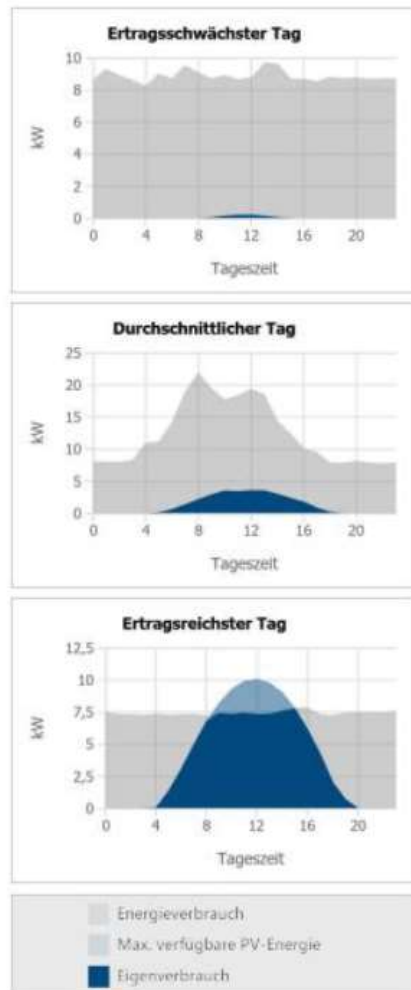 Ertragsschwächster Tag
10
8
6
4
2
0
kW
0 4 8 12 16 20
Tageszeit
Durchschnittlicher Tag
25
20
15
10
5
0
kW
0 4 8 12 16 20
Tageszeit
Ertragsreichster Tag
12,5
10
7,5
5
2,5
0
kW
0 4 8 12 16 20
Tageszeit
Energieverbrauch
Max. verfugbare PV-Energie
Eigenverbrauch